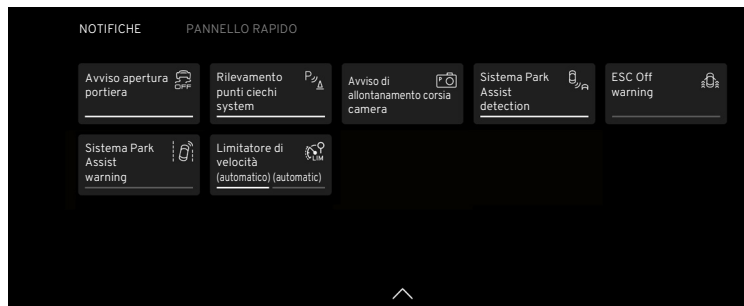 NOTIFICHE
PANNELLO RAPIDO
Avviso apertura
portiera
OFF
Rilevamento
punti ciechi
system
P
Avviso di
allontanamento corsia
camera
P
Sistema Park
Assist
detection
ESC Off
warning
Sistema Park
Assist
warning
Limitatore di
velocità
(automatico) (automatic)
LIM